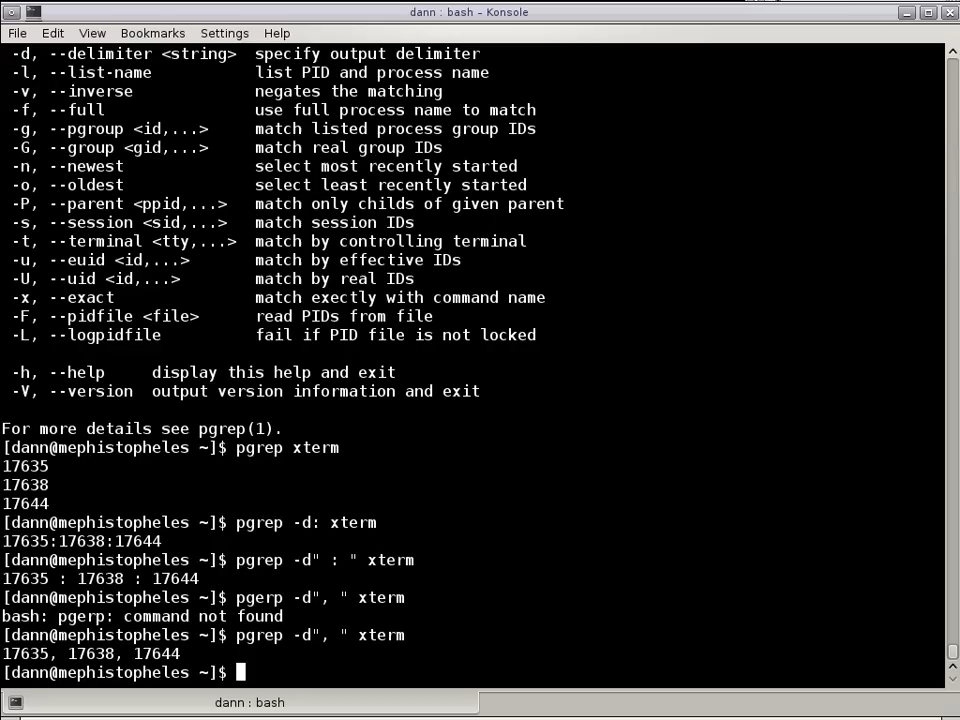 dann : bash – Konsole
File Edit View Bookmarks Settings Help
-d, --delimiter <string>  specify output delimiter
-l, --list-name           list PID and process name
-v, --inverse             negates the matching
-f, --full                use full process name to match
-g, --pgroup <id,...>     match listed process group IDs
-G, --group <gid,...>     match real group IDs
-n, --newest              select most recently started
-o, --oldest              select least recently started
-P, --parent <ppid,...>   match only childs of given parent
-s, --session <sid,...>   match session IDs
-t, --terminal <tty,...>  match by controlling terminal
-u, --euid <id,...>       match by effective IDs
-U, --uid <id,...>        match by real IDs
-x, --exact               match exectly with command name
-F, --pidfile <file>      read PIDs from file
-L, --logpidfile          fail if PID file is not locked
-h, --help     display this help and exit
-V, --version  output version information and exit
For more details see pgrep(1).
[dann@mephistopheles ~]$ pgrep xterm
17635
17638
17644
[dann@mephistopheles ~]$ pgrep -d: xterm
17635:17638:17644
[dann@mephistopheles ~]$ pgrep -d" : " xterm
17635 : 17638 : 17644
[dann@mephistopheles ~]$ pgerp -d", " xterm
bash: pgerp: command not found
[dann@mephistopheles ~]$ pgrep -d", " xterm
17635, 17638, 17644
[dann@mephistopheles ~]$
dann : bash